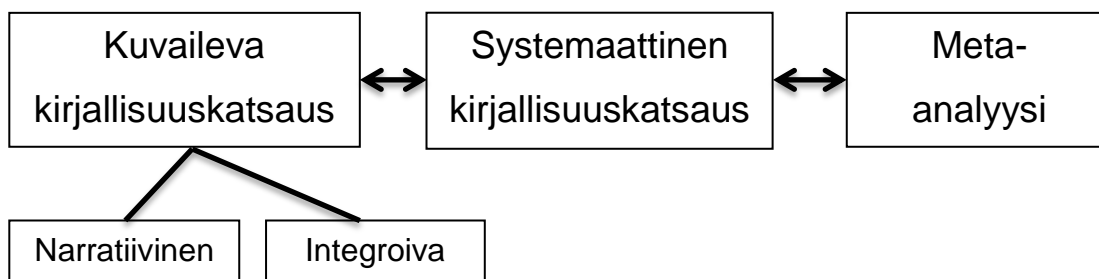 Kuvaileva
kirjallisuuskatsaus
Systemaattinen
kirjallisuuskatsaus
Meta-
analyysi
Narratiivinen
Integroiva